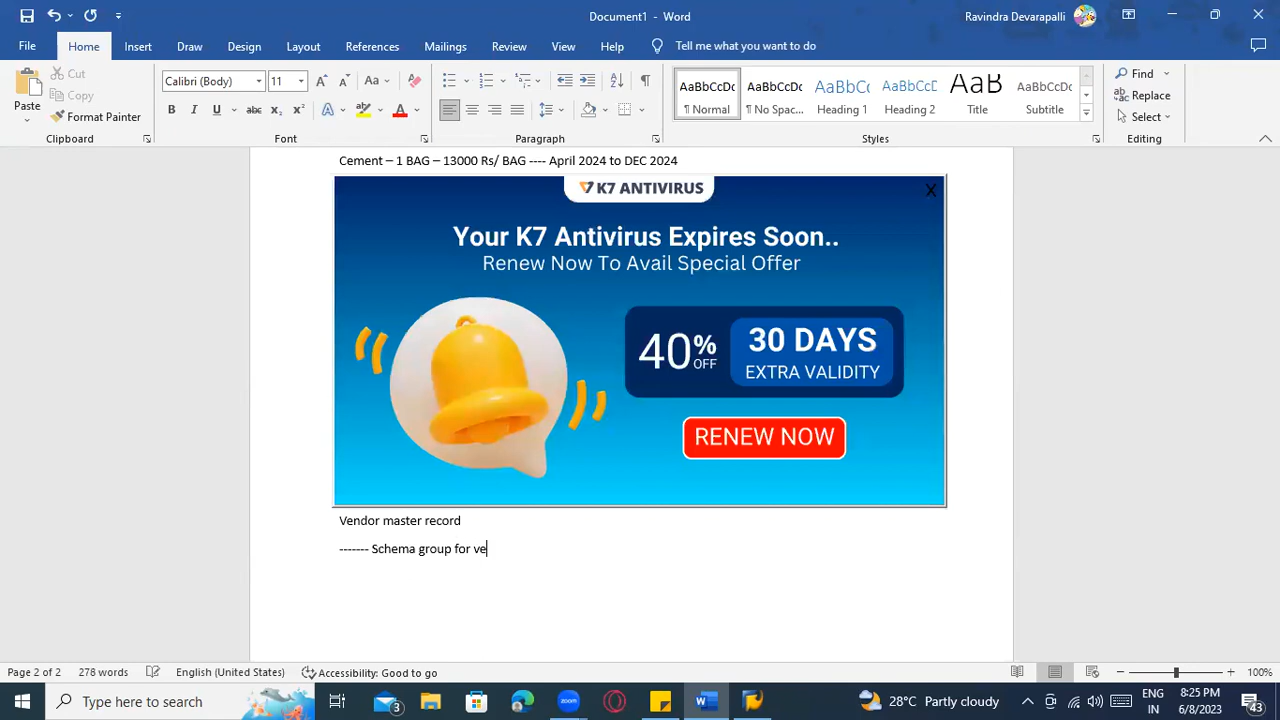 Document1 - Word
Ravindra Devarapalli
File Home Insert Draw Design Layout References Mailings Review View Help Tell me what you want to do
Paste
Cut
Copy
Format Painter
Calibri (Body) 11
Aa
B I U abc
AaBbCcDc AaBbCcDc AaBbCc AaBbCcD AaB AaBbCcDc
¶ Normal ¶ No Spac... Heading 1 Heading 2 Title Subtitle
Find
Replace
Select
Clipboard Font Paragraph Styles Editing
Cement – 1 BAG – 13000 Rs/ BAG ---- April 2024 to DEC 2024
K7 ANTIVIRUS
X
Your K7 Antivirus Expires Soon..
Renew Now To Avail Special Offer
40% OFF
30 DAYS
EXTRA VALIDITY
RENEW NOW
Vendor master record
------- Schema group for ve
Page 2 of 2 278 words English (United States) Accessibility: Good to go 100%
Type here to search
3
zoom
28°C Partly cloudy
ENG
IN
8:25 PM
6/8/2023
43